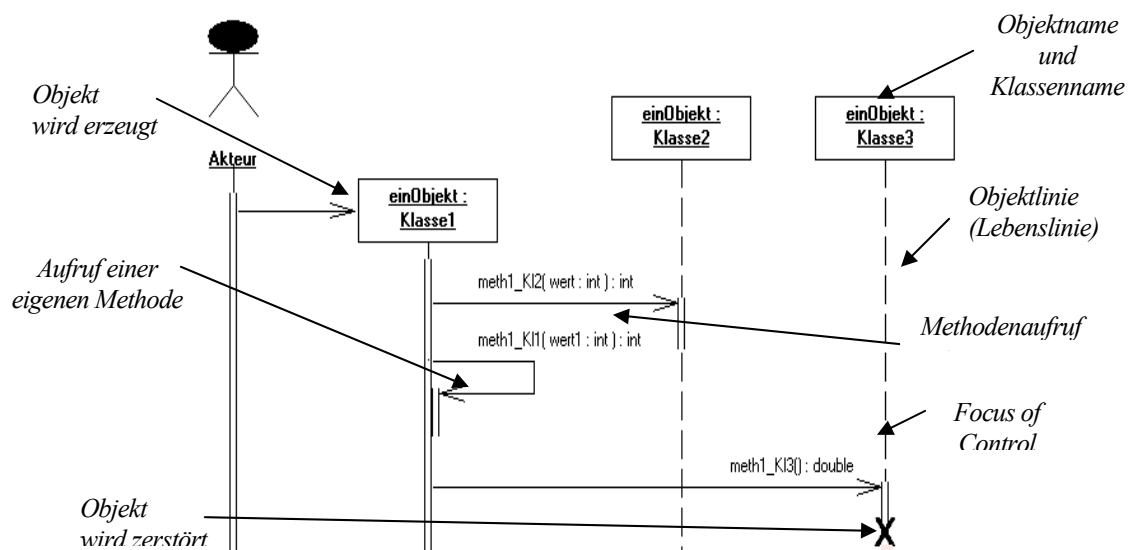 Objektname
und
Klassenname
Objekt
wird erzeugt
einObjekt :
Klasse2
einObjekt :
Klasse3
Akteur
einObjekt :
Klasse1
Objektlinie
(Lebenslinie)
Aufruf einer
eigenen Methode
meth1_Kl2( wert : int ) : int
Methodenaufruf
meth1_Kl1( wert1 : int ) : int
Focus of
Control
meth1_Kl3() : double
Objekt
wird zerstört
X